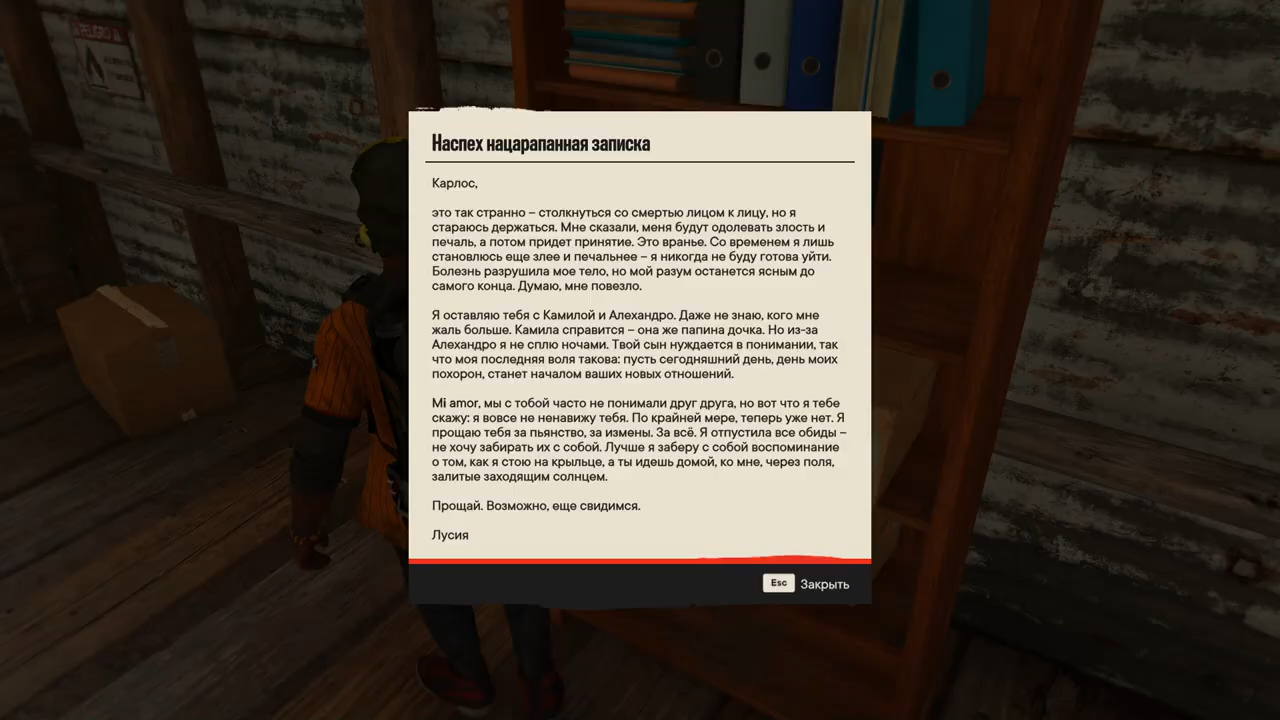 PELIGRO
Наспех нацарапанная записка
Карлос,
это так странно – столкнуться со смертью лицом к лицу, но я
стараюсь держаться. Мне сказали, меня будут одолевать злость и
печаль, а потом придет принятие. Это вранье. Со временем я лишь
становлюсь еще злее и печальнее – я никогда не буду готова уйти.
Болезнь разрушила мое тело, но мой разум останется ясным до
самого конца. Думаю, мне повезло.
Я оставляю тебя с Камилой и Алехандро. Даже не знаю, кого мне
жаль больше. Камила справится – она же папина дочка. Но из-за
Алехандро я не сплю ночами. Твой сын нуждается в понимании, так
что моя последняя воля такова: пусть сегодняшний день, день моих
похорон, станет началом ваших новых отношений.
Mi amor, мы с тобой часто не понимали друг друга, но вот что я тебе
скажу: я вовсе не ненавижу тебя. По крайней мере, теперь уже нет. Я
прощаю тебя за пьянство, за измены. За всё. Я отпустила все обиды –
не хочу забирать их с собой. Лучше я заберу с собой воспоминание
о том, как я стою на крыльце, а ты идешь домой, ко мне, через поля,
залитые заходящим солнцем.
Прощай. Возможно, еще свидимся.
Лусия
Esc Закрыть